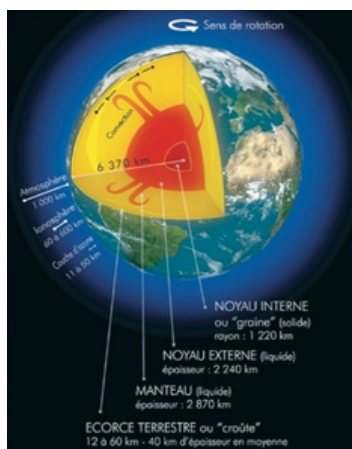 Sens de rotation
Convection
6 370 km
Atmosphère
1 000 km
Ionosphère
60 à 600 km
Couche d'ozone
11 à 50 km
NOYAU INTERNE
ou "graine" (solide)
rayon : 1 220 km
NOYAU EXTERNE (liquide)
épaisseur : 2 240 km
MANTEAU (liquide)
épaisseur : 2 870 km
ECORCE TERRESTRE ou "croûte"
12 à 60 km - 40 km d'épaisseur en moyenne